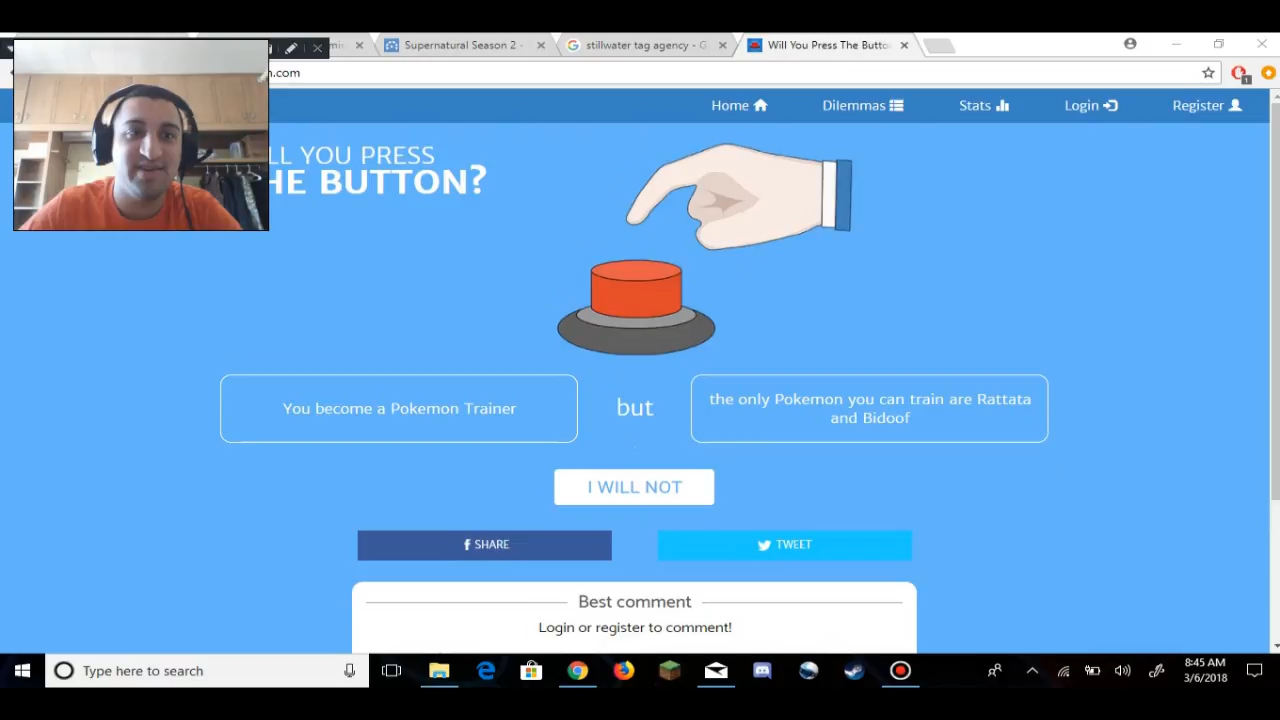 Supernatural Season 2 -
stillwater tag agency - G
Will You Press The Butto
n.com
Home
Dilemmas
Stats
Login
Register
LL YOU PRESS
HE BUTTON?
You become a Pokemon Trainer
but
the only Pokemon you can train are Rattata
and Bidoof
I WILL NOT
f SHARE
TWEET
Best comment
Login or register to comment!
Type here to search
8:45 AM
3/6/2018